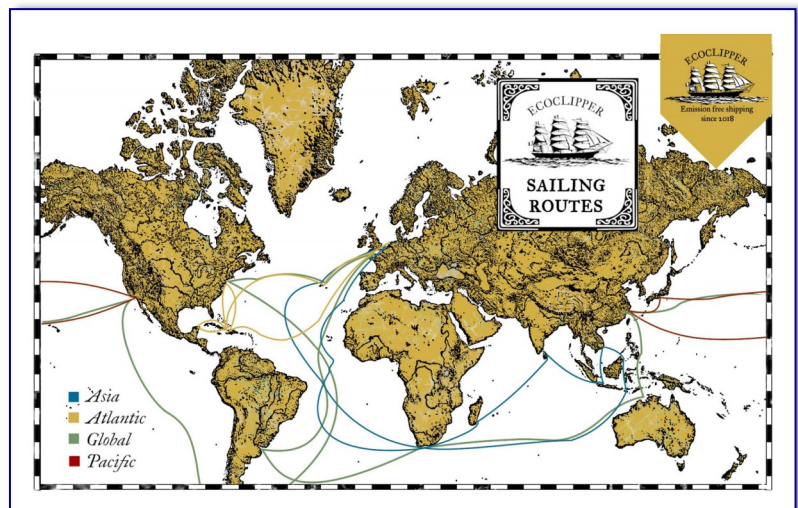 ECOCLIPPER
SAILING
ROUTES
ECOCLIPPER
Emission free shipping
since 2018
Asia
Atlantic
Global
Pacific